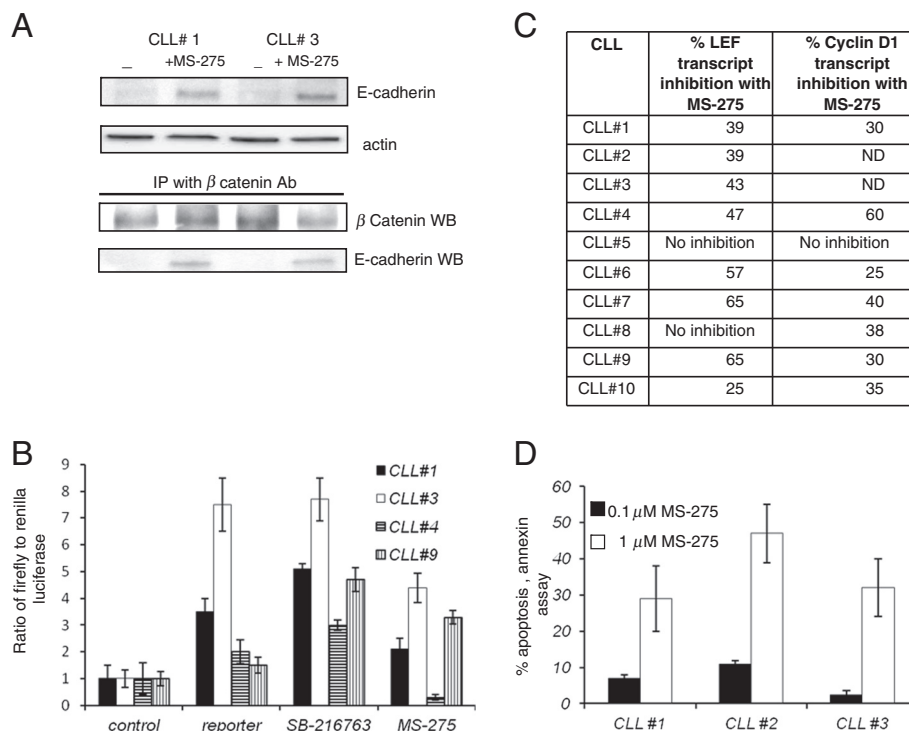 A
CLL# 1
CLL# 3
_
+MS-275
_
+ MS-275
E-cadherin
actin
IP with β catenin Ab
β Catenin WB
E-cadherin WB
C
CLL
% LEF
transcript
inhibition with
MS-275
% Cyclin D1
transcript
inhibition with
MS-275
CLL#1 39 30
CLL#2 39 ND
CLL#3 43 ND
CLL#4 47 60
CLL#5 No inhibition No inhibition
CLL#6 57 25
CLL#7 65 40
CLL#8 No inhibition 38
CLL#9 65 30
CLL#10 25 35
B
Ratio of firefly to renilla
luciferase
9
8
7
6
5
4
3
2
1
0
CLL#1
CLL#3
CLL#4
CLL#9
control
reporter
SB-216763
MS-275
D
% apoptosis , annexin
assay
60
50
40
30
20
10
0
0.1 μM MS-275
1 μM MS-275
CLL #1
CLL #2
CLL #3